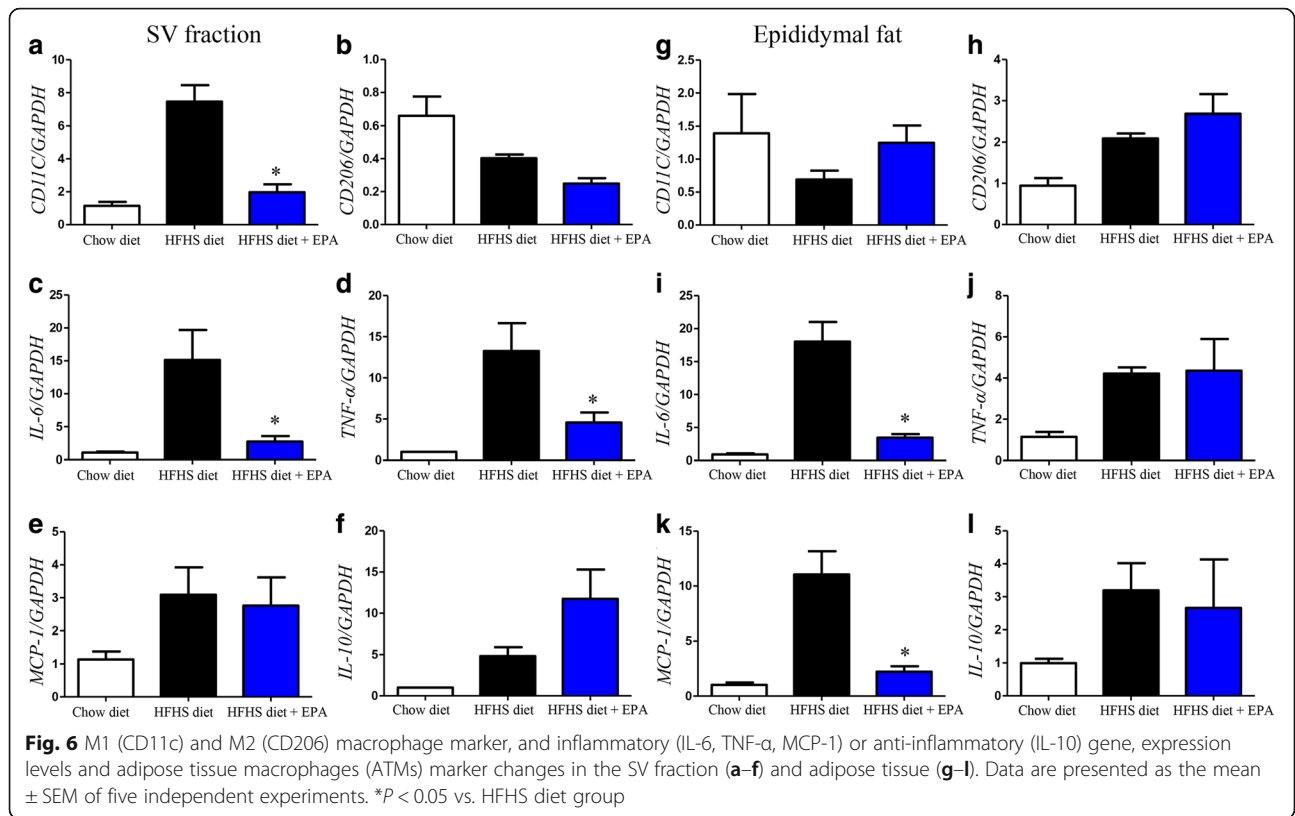 SV fraction
Epididymal fat
a
CD11C/GAPDH
10
8
6
4
2
0
*
Chow diet HFHS diet HFHS diet + EPA
b
CD206/GAPDH
1.0
0.8
0.6
0.4
0.2
0.0
Chow diet HFHS diet HFHS diet + EPA
g
CD11C/GAPDH
2.5
2.0
1.5
1.0
0.5
0.0
Chow diet HFHS diet HFHS diet + EPA
h
CD206/GAPDH
4
3
2
1
0
Chow diet HFHS diet HFHS diet + EPA
c
IL-6/GAPDH
25
20
15
10
5
0
*
Chow diet HFHS diet HFHS diet + EPA
d
TNF-α/GAPDH
20
15
10
5
0
*
Chow diet HFHS diet HFHS diet + EPA
i
IL-6/GAPDH
25
20
15
10
5
0
*
Chow diet HFHS diet HFHS diet + EPA
j
TNF-α/GAPDH
8
6
4
2
0
Chow diet HFHS diet HFHS diet + EPA
e
MCP-1/GAPDH
5
4
3
2
1
0
Chow diet HFHS diet HFHS diet + EPA
f
IL-10/GAPDH
20
15
10
5
0
Chow diet HFHS diet HFHS diet + EPA
k
MCP-1/GAPDH
15
10
5
0
*
Chow diet HFHS diet HFHS diet + EPA
l
IL-10/GAPDH
5
4
3
2
1
0
Chow diet HFHS diet HFHS diet + EPA
Fig. 6 M1 (CD11c) and M2 (CD206) macrophage marker, and inflammatory (IL-6, TNF-α, MCP-1) or anti-inflammatory (IL-10) gene, expression
levels and adipose tissue macrophages (ATMs) marker changes in the SV fraction (a–f) and adipose tissue (g–l). Data are presented as the mean
± SEM of five independent experiments. *P < 0.05 vs. HFHS diet group